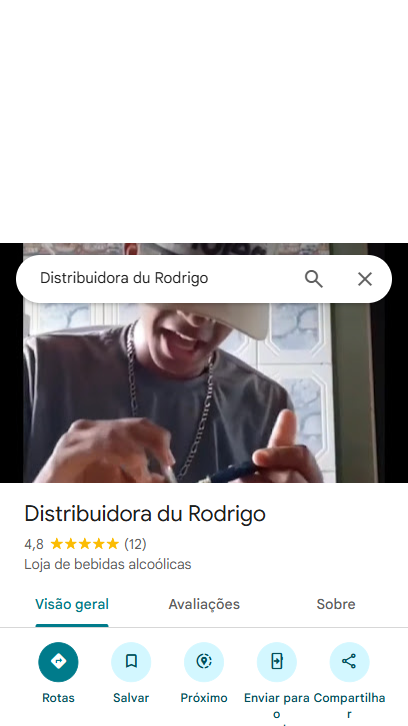 Distribuidora du Rodrigo
Distribuidora du Rodrigo
4,8 (12)
Loja de bebidas alcoólicas
Visão geral Avaliações Sobre
Rotas Salvar Próximo Enviar para o Compartilhar